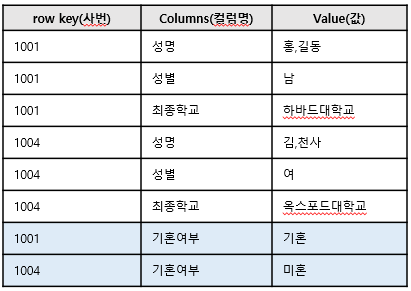 row key(사번) Columns(컬럼명) Value(값)
1001 성명 홍,길동
1001 성별 남
1001 최종학교 하바드대학교
1004 성명 김,천사
1004 성별 여
1004 최종학교 옥스포드대학교
1001 기혼여부 기혼
1004 기혼여부 미혼